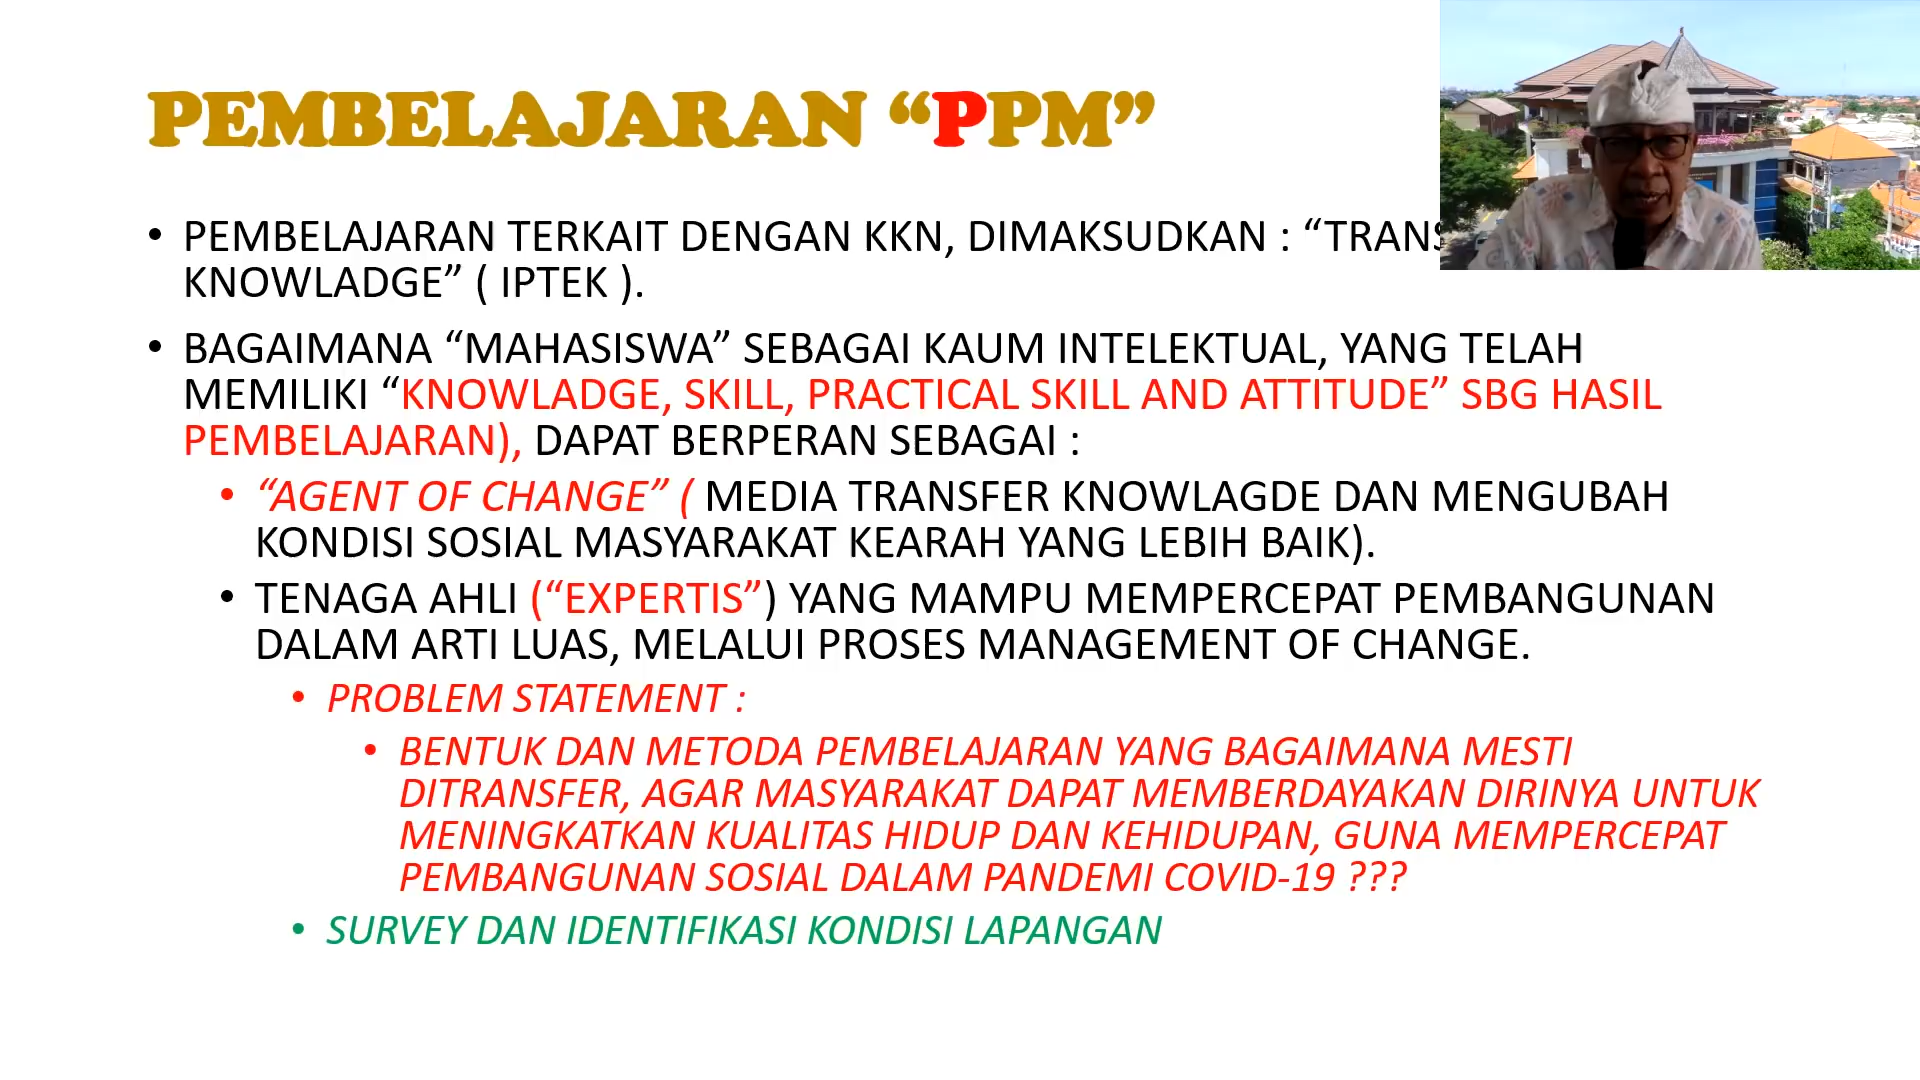 PEMBELAJARAN “PPM”
• PEMBELAJARAN TERKAIT DENGAN KKN, DIMAKSUDKAN :
KNOWLADGE” ( IPTEK ).
• BAGAIMANA “MAHASISWA” SEBAGAI KAUM INTELEKTUAL, YANG TELAH
MEMILIKI “KNOWLADGE, SKILL, PRACTICAL SKILL AND ATTITUDE” SBG HASIL
PEMBELAJARAN), DAPAT BERPERAN SEBAGAI :
• “AGENT OF CHANGE” ( MEDIA TRANSFER KNOWLAGDE DAN MENGUBAH
KONDISI SOSIAL MASYARAKAT KEARAH YANG LEBIH BAIK).
• TENAGA AHLI (“EXPERTIS”) YANG MAMPU MEMPERCEPAT PEMBANGUNAN
DALAM ARTI LUAS, MELALUI PROSES MANAGEMENT OF CHANGE.
• PROBLEM STATEMENT :
• BENTUK DAN METODA PEMBELAJARAN YANG BAGAIMANA MESTI
DITRANSFER, AGAR MASYARAKAT DAPAT MEMBERDAYAKAN DIRINYA UNTUK
MENINGKATKAN KUALITAS HIDUP DAN KEHIDUPAN, GUNA MEMPERCEPAT
PEMBANGUNAN SOSIAL DALAM PANDEMI COVID-19 ???
• SURVEY DAN IDENTIFIKASI KONDISI LAPANGAN